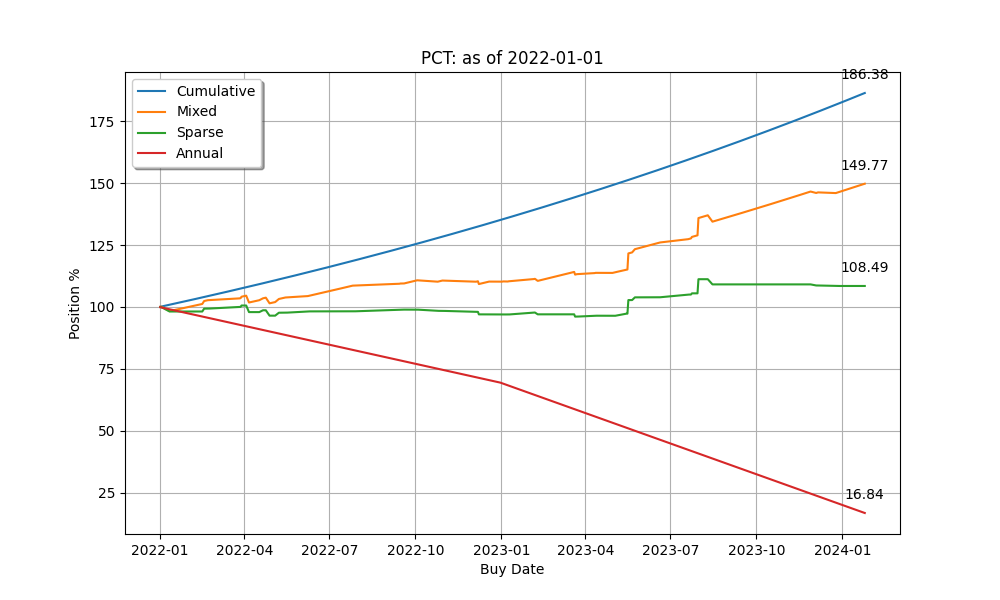 PCT: as of 2022-01-01
Cumulative
Mixed
Sparse
Annual
186.38
149.77
108.49
16.84
175
150
125
100
75
50
25
Position %
2022-01 2022-04 2022-07 2022-10 2023-01 2023-04 2023-07 2023-10 2024-01
Buy Date